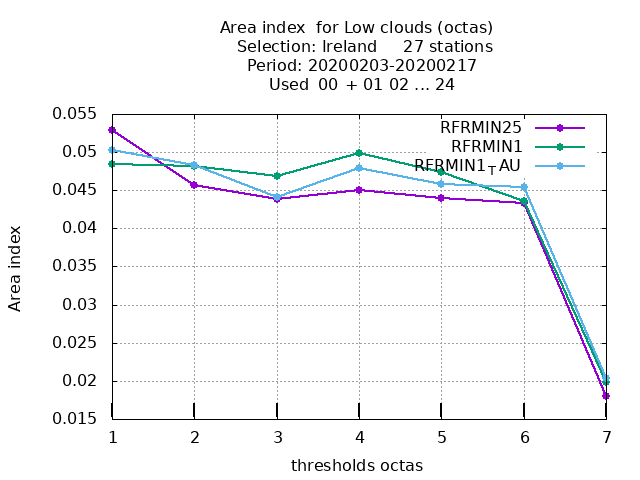 Area index  for Low clouds (octas)
Selection: Ireland     27 stations
Period: 20200203-20200217
Used  00 + 01 02 ... 24
RFRMIN25
RFRMIN1
RFRMIN1TAU
0.055
0.05
0.045
0.04
0.035
0.03
0.025
0.02
0.015
Area index
1 2 3 4 5 6 7
thresholds octas